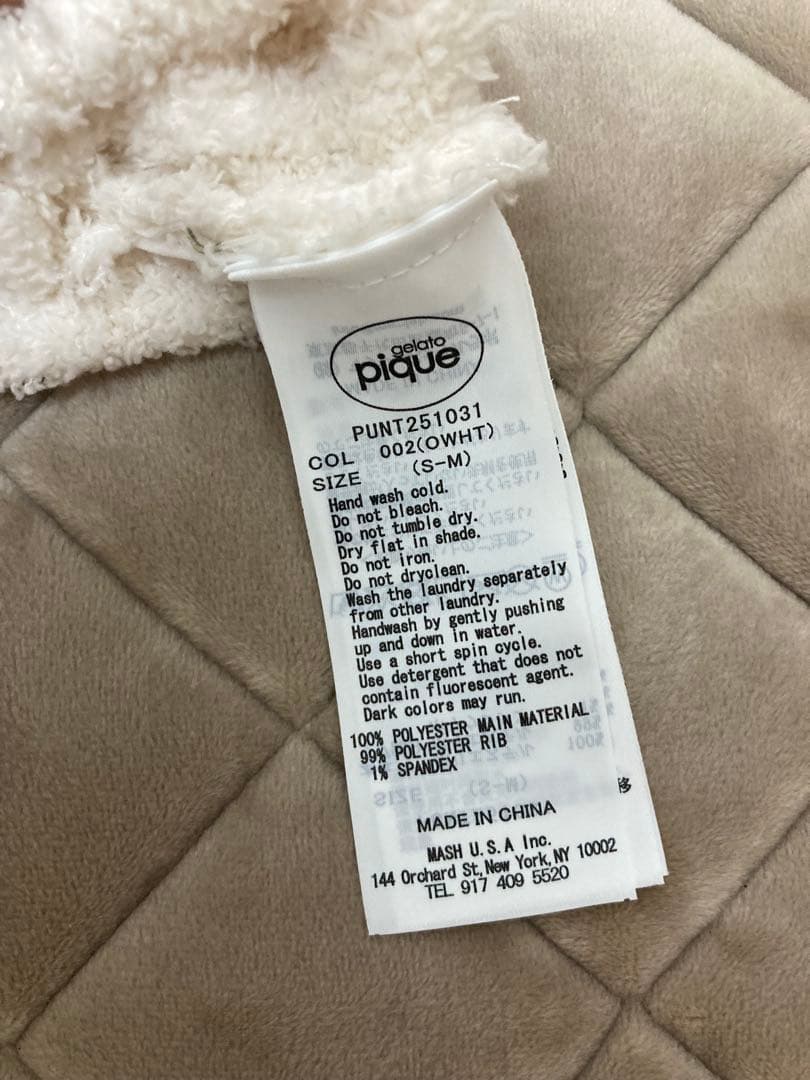 gelato
pique
PUNT251031
COL 002(OWHT)
SIZE (S-M)
Hand wash cold.
Do not bleach.
Do not tumble dry.
Dry flat in shade.
Do not iron.
Do not dryclean.
Wash the laundry separately
from other laundry.
Handwash by gently pushing
up and down in water.
Use a short spin cycle.
Use detergent that does not
contain fluorescent agent.
Dark colors may run.
100% POLYESTER MAIN MATERIAL
99% POLYESTER RIB
1% SPANDEX
MADE IN CHINA
MASH U.S.A Inc.
144 Orchard St, New York, NY 10002
TEL 917 409 5520